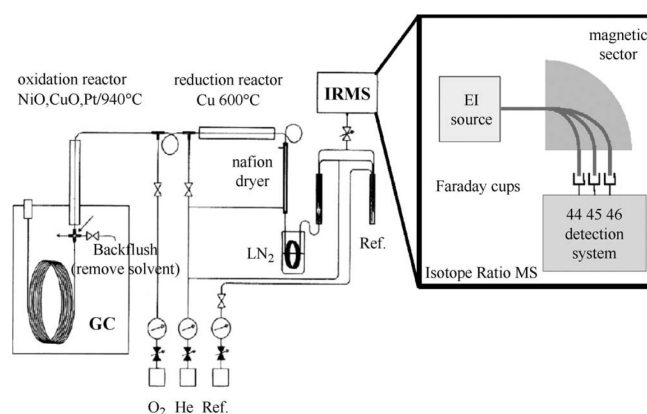 oxidation reactor
NiO,CuO,Pt/940°C
reduction reactor
Cu 600°C
IRMS
nafion
dryer
LN2
Ref.
Backflush
(remove solvent)
GC
O2 He Ref.
magnetic
sector
EI
source
Faraday cups
44 45 46
detection
system
Isotope Ratio MS